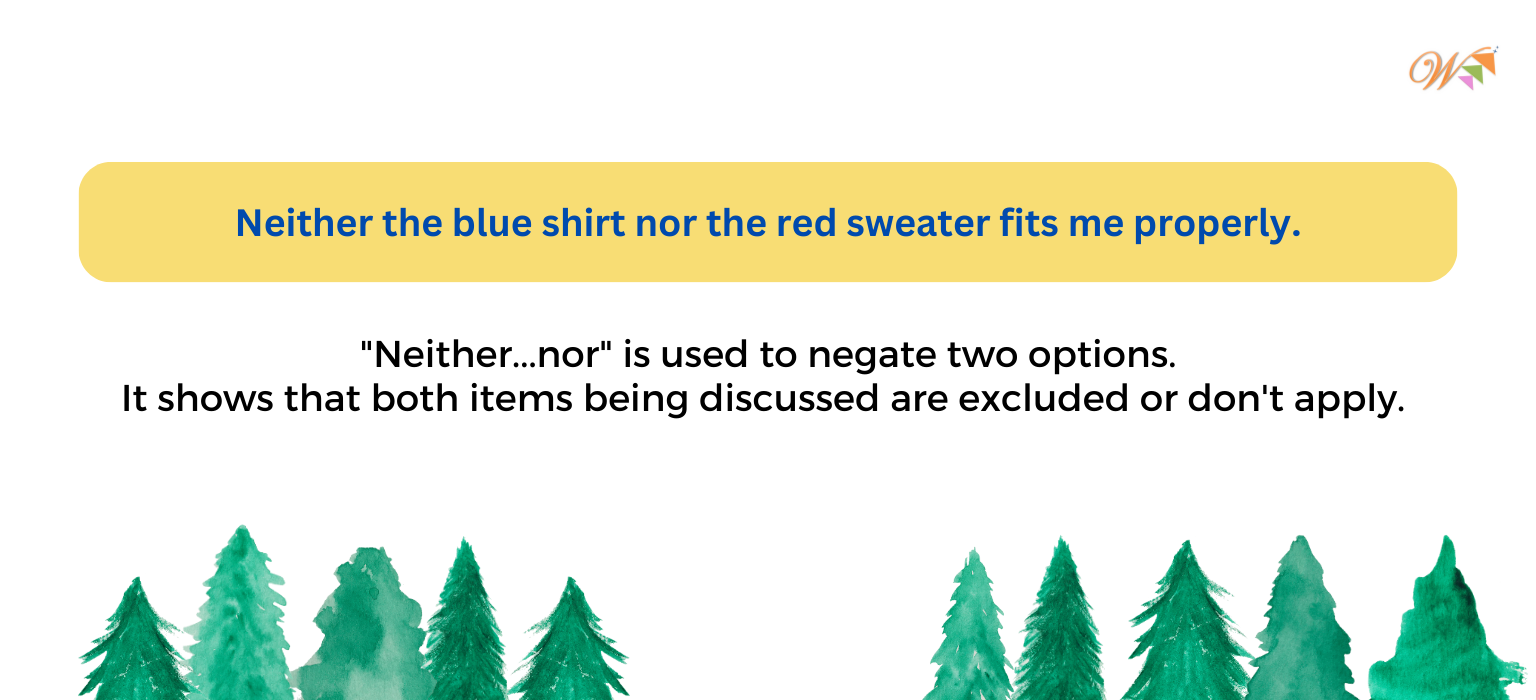 W
Neither the blue shirt nor the red sweater fits me properly.
"Neither...nor" is used to negate two options.
It shows that both items being discussed are excluded or don't apply.